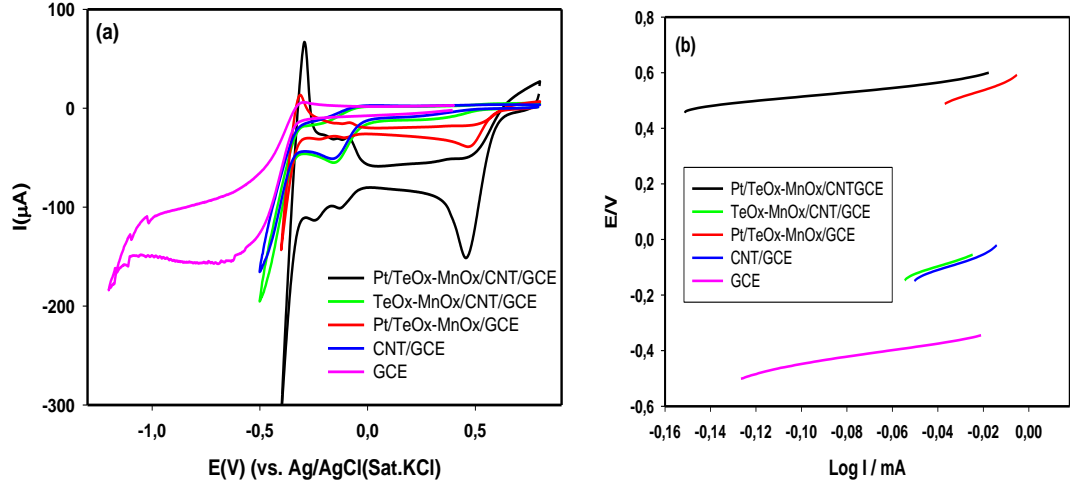 (a)
100
0
-100
-200
-300
I(µA)
-1,0
-0,5
0,0
0,5
E(V) (vs. Ag/AgCl(Sat.KCl)
Pt/TeOx-MnOx/CNT/GCE
TeOx-MnOx/CNT/GCE
Pt/TeOx-MnOx/GCE
CNT/GCE
GCE
(b)
0,8
0,6
0,4
0,2
0,0
-0,2
-0,4
-0,6
E/V
-0,16
-0,14
-0,12
-0,10
-0,08
-0,06
-0,04
-0,02
0,00
Log I / mA
Pt/TeOx-MnOx/CNTGCE
TeOx-MnOx/CNT/GCE
Pt/TeOx-MnOx/GCE
CNT/GCE
GCE